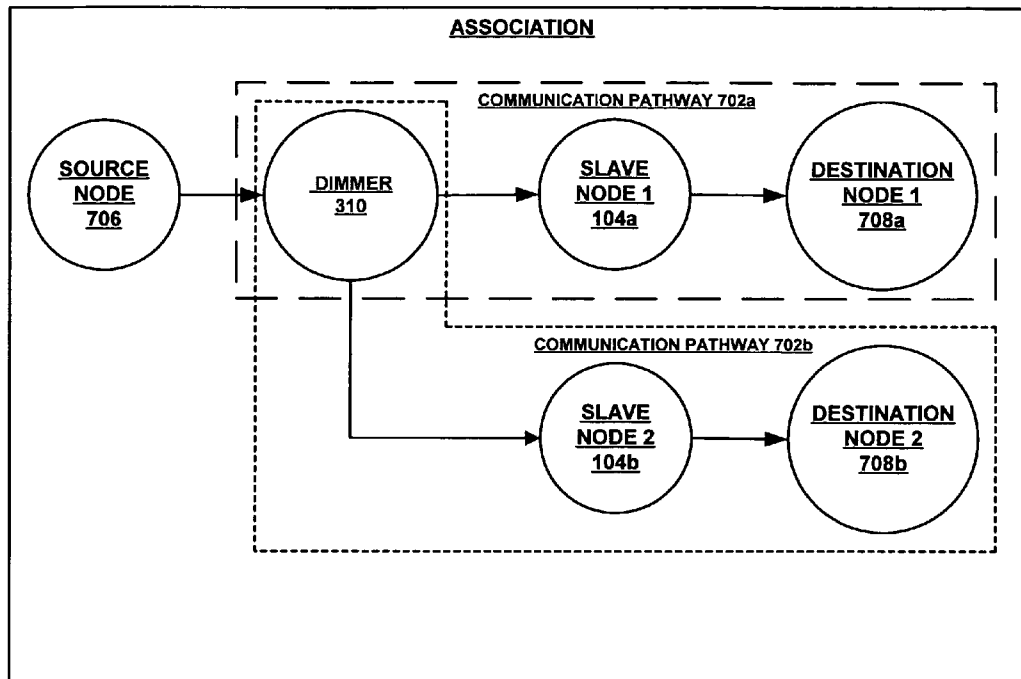 ASSOCIATION
COMMUNICATION PATHWAY 702a
SOURCE
NODE
706
DIMMER
310
SLAVE
NODE 1
104a
DESTINATION
NODE 1
708a
COMMUNICATION PATHWAY 702b
SLAVE
NODE 2
104b
DESTINATION
NODE 2
708b